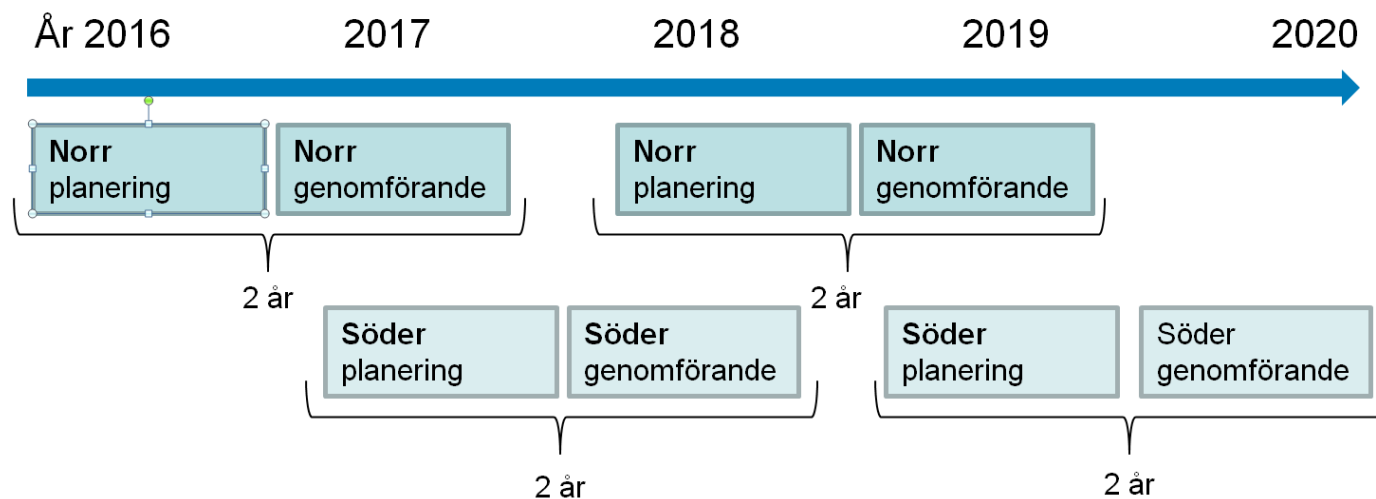 År 2016 2017 2018 2019 2020
Norr
planering
Norr
genomförande
Norr
planering
Norr
genomförande
2 år
2 år
Söder
planering
Söder
genomförande
Söder
planering
Söder
genomförande
2 år
2 år